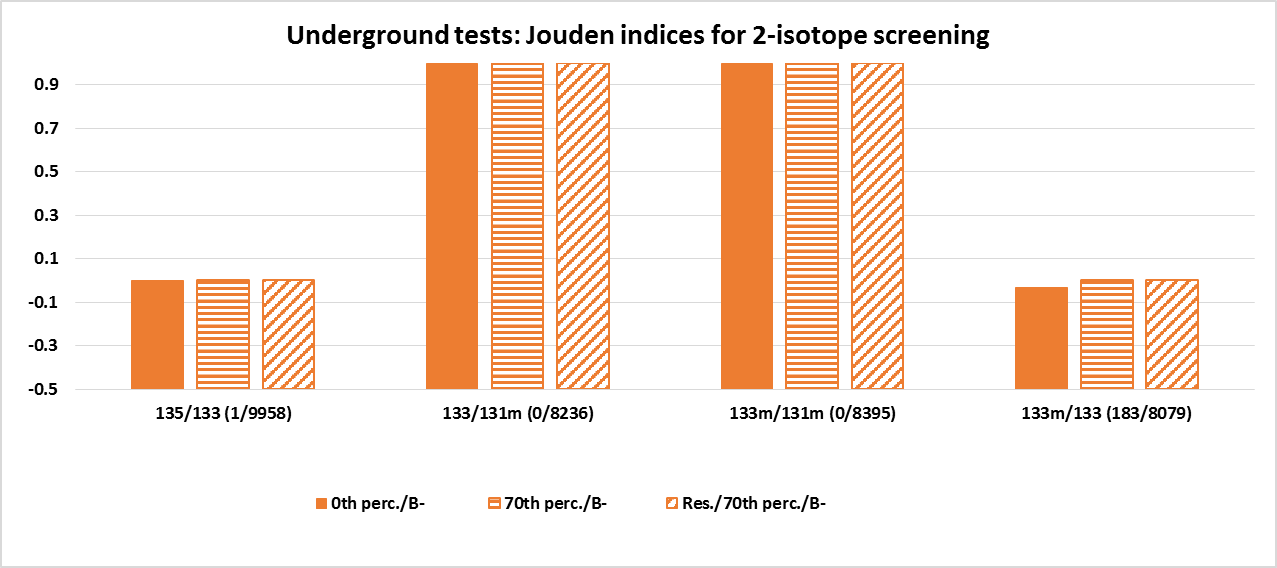 Underground tests: Jouden indices for 2-isotope screening
0.9
0.7
0.5
0.3
0.1
-0.1
-0.3
-0.5
135/133 (1/9958) 133/131m (0/8236) 133m/131m (0/8395) 133m/133 (183/8079)
0th perc./B- 70th perc./B- Res./70th perc./B-